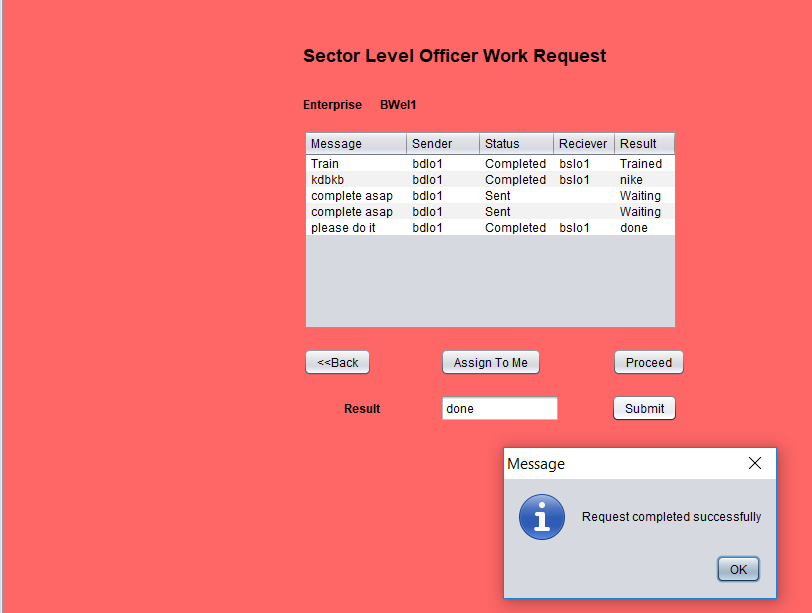 Sector Level Officer Work Request
Enterprise BWel1
Message Sender Status Reciever Result
Train bdlo1 Completed bslo1 Trained
kdbkb bdlo1 Completed bslo1 nike
complete asap bdlo1 Sent Waiting
complete asap bdlo1 Sent Waiting
please do it bdlo1 Completed bslo1 done
<<Back Assign To Me Proceed
Result done Submit
Message
Request completed successfully
OK